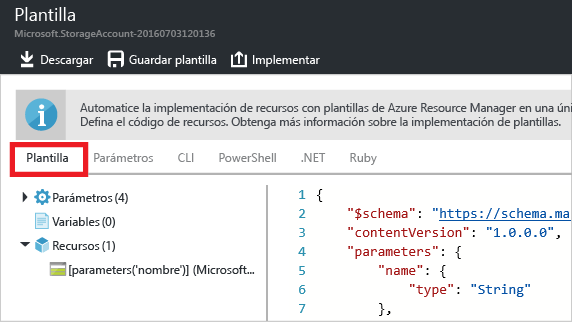 Plantilla
Microsoft.StorageAccount-20160703120136
Descargar Guardar plantilla Implementar
Automatice la implementación de recursos con plantillas de Azure Resource Manager en una úni
Defina el código de recursos. Obtenga más información sobre la implementación de plantillas.
Plantilla Parámetros CLI PowerShell .NET Ruby
Parámetros (4)
Variables (0)
Recursos (1)
[parameters('nombre')] (Microsoft...
1 {
2 "$schema": "https://schema.ma
3 "contentVersion": "1.0.0.0",
4 "parameters": {
5 "name": {
6 "type": "String"
7 },